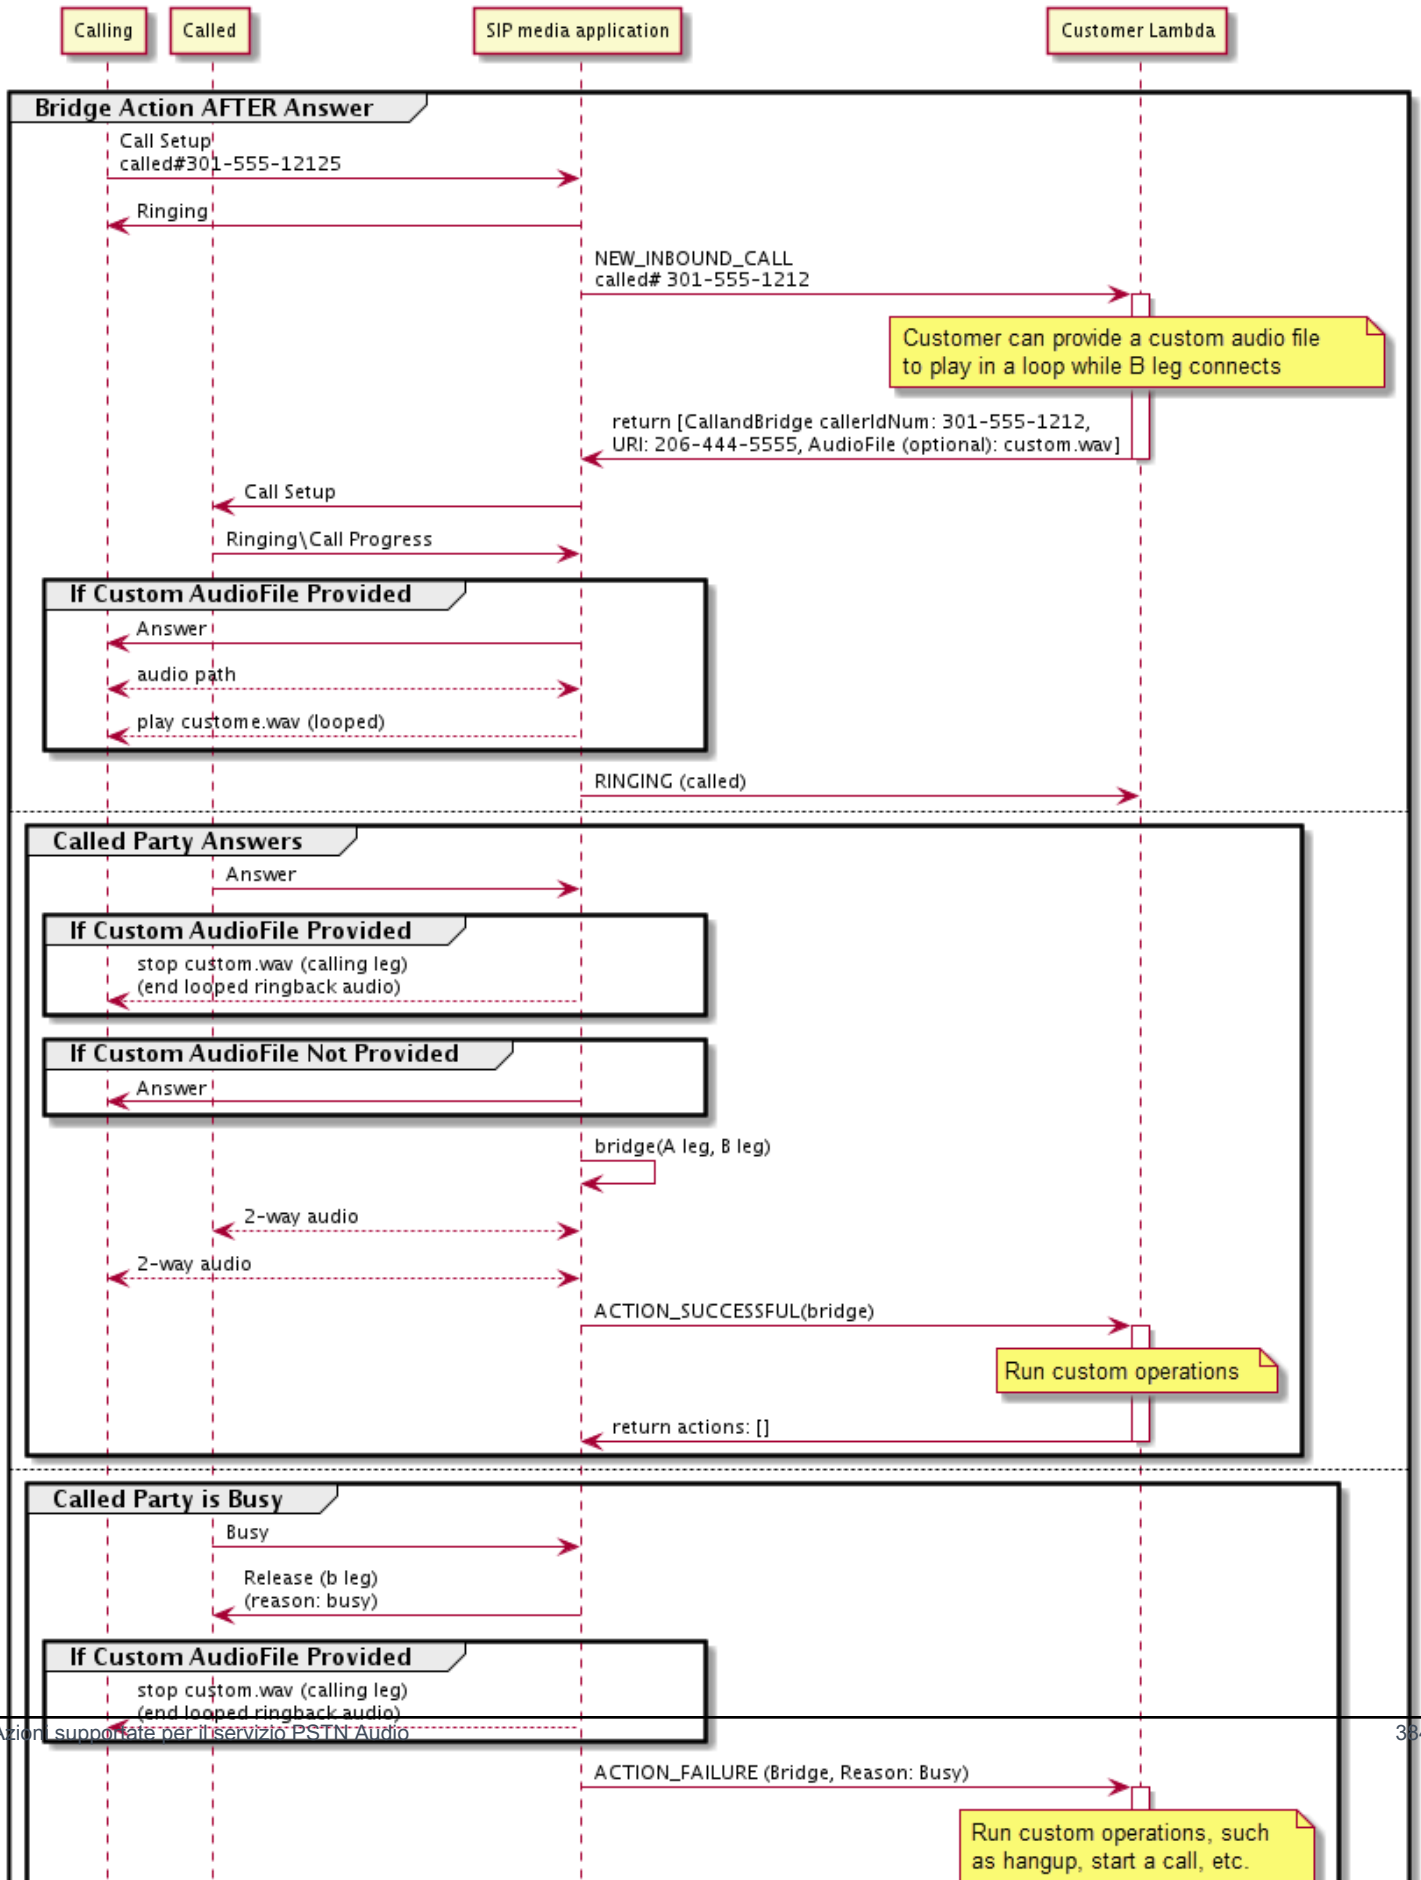 Calling
Called
SIP media application
Customer Lambda
Bridge Action AFTER Answer
Call Setup
called#301-555-12125
Ringing
NEW_INBOUND_CALL
called# 301-555-1212
Customer can provide a custom audio file
to play in a loop while B leg connects
return [CallandBridge callerIdNum: 301-555-1212,
URI: 206-444-5555, AudioFile (optional): custom.wav]
Call Setup
Ringing\Call Progress
If Custom AudioFile Provided
Answer
audio path
play custome.wav (looped)
RINGING (called)
Called Party Answers
Answer
If Custom AudioFile Provided
stop custom.wav (calling leg)
(end looped ringback audio)
If Custom AudioFile Not Provided
Answer
bridge(A leg, B leg)
2-way audio
2-way audio
ACTION_SUCCESSFUL(bridge)
Run custom operations
return actions: []
Called Party is Busy
Busy
Release (b leg)
(reason: busy)
If Custom AudioFile Provided
stop custom.wav (calling leg)
(end looped ringback audio)
Azioni supportate per il servizio PSTN Audio
384
ACTION_FAILURE (Bridge, Reason: Busy)
Run custom operations, such
as hangup, start a call, etc.